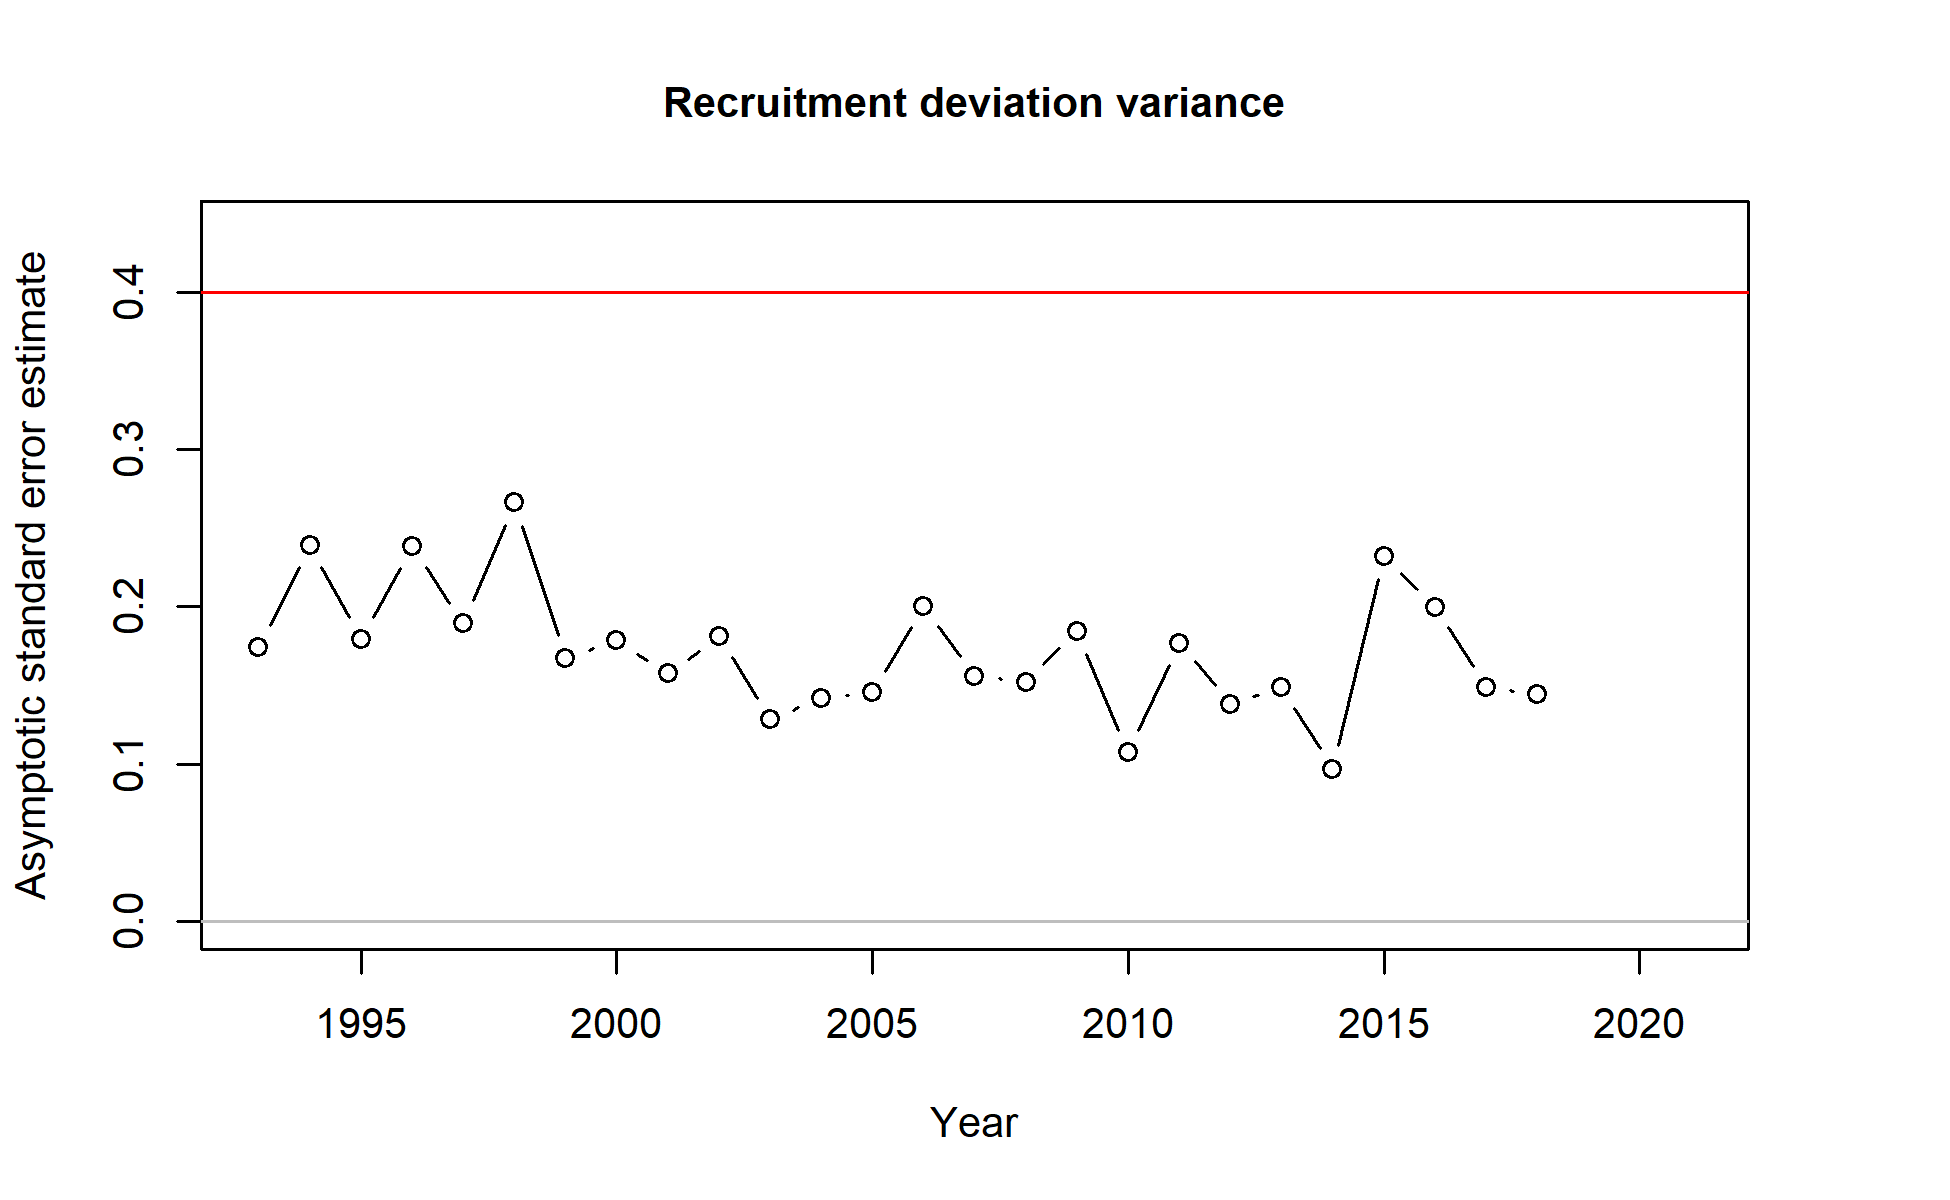 Recruitment deviation variance
Asymptotic standard error estimate
0.4
0.3
0.2
0.1
0.0
1995 2000 2005 2010 2015 2020
Year